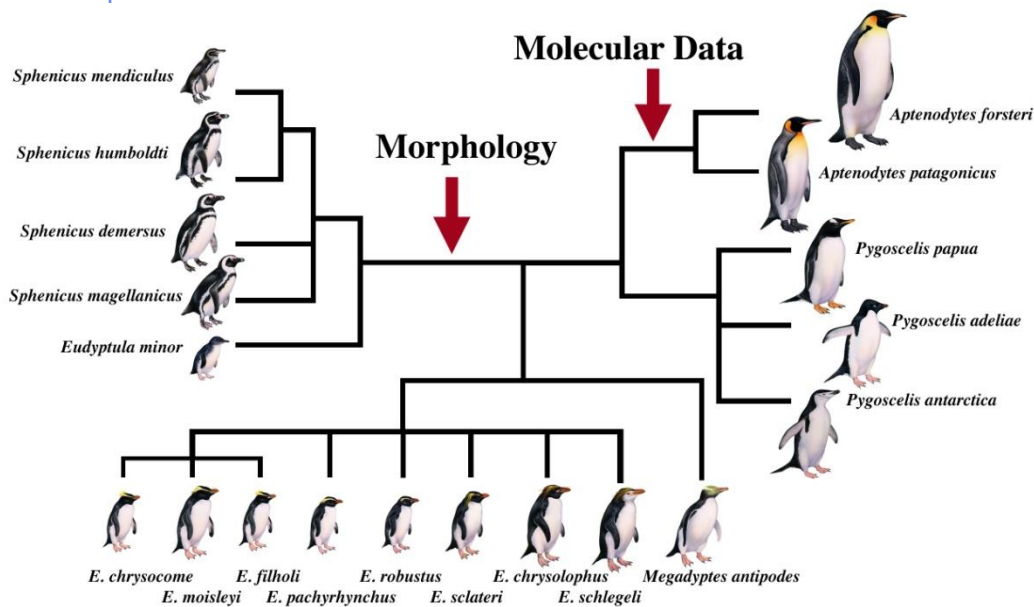 Molecular Data
Morphology
Sphenicus mendiculus
Sphenicus humboldti
Sphenicus demersus
Sphenicus magellanicus
Eudyptula minor
Aptenodytes forsteri
Aptenodytes patagonicus
Pygoscelis papua
Pygoscelis adeliae
Pygoscelis antarctica
E. chrysocome
E. moisleyi
E. filholi
E. pachyrhynchus
E. robustus
E. sclateri
E. chrysolophus
E. schlegeli
Megadyptes antipodes